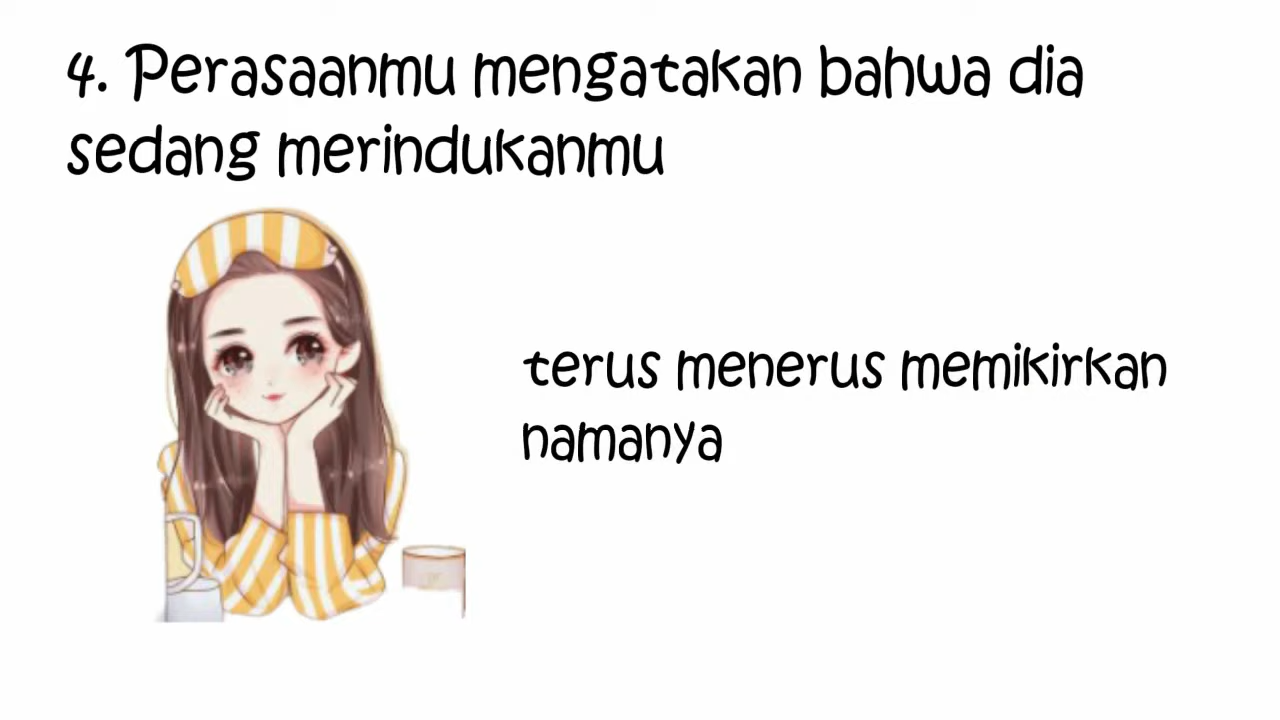 4. Perasaanmu mengatakan bahwa dia
sedang merindukanmu
terus menerus memikirkan
namanya